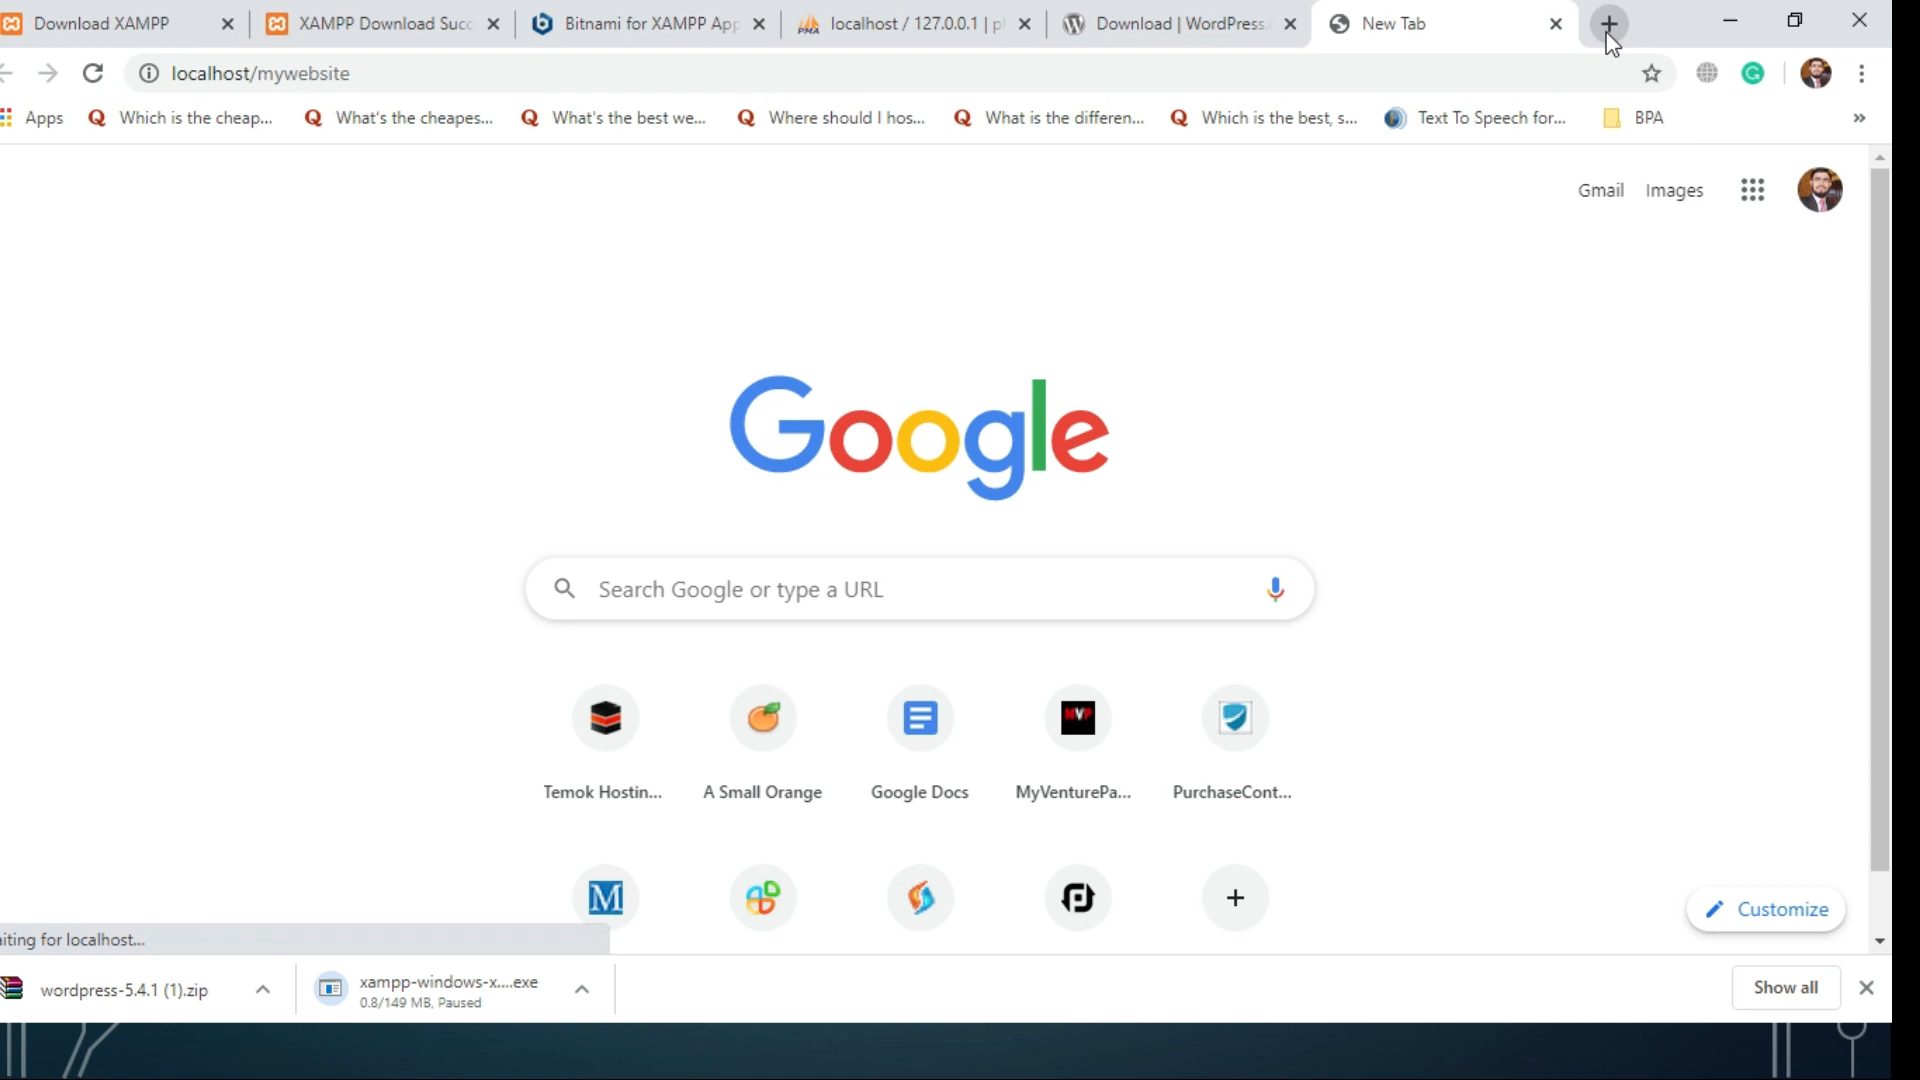 Download XAMPP
XAMPP Download Succ
Bitnami for XAMPP App
PMA
localhost / 127.0.0.1 | p
Download | WordPress.
New Tab
localhost/mywebsite
Apps
Which is the cheap...
What's the cheapes...
What's the best we...
Where should I hos...
What is the differen...
Which is the best, s...
Text To Speech for...
BPA
»
Gmail
Images
Google
Search Google or type a URL
MVP
Temok Hostin...
A Small Orange
Google Docs
MyVenturePa...
PurchaseCont...
M
Customize
aiting for localhost...
wordpress-5.4.1 (1).zip
xampp-windows-x....exe
0.8/149 MB, Paused
Show all